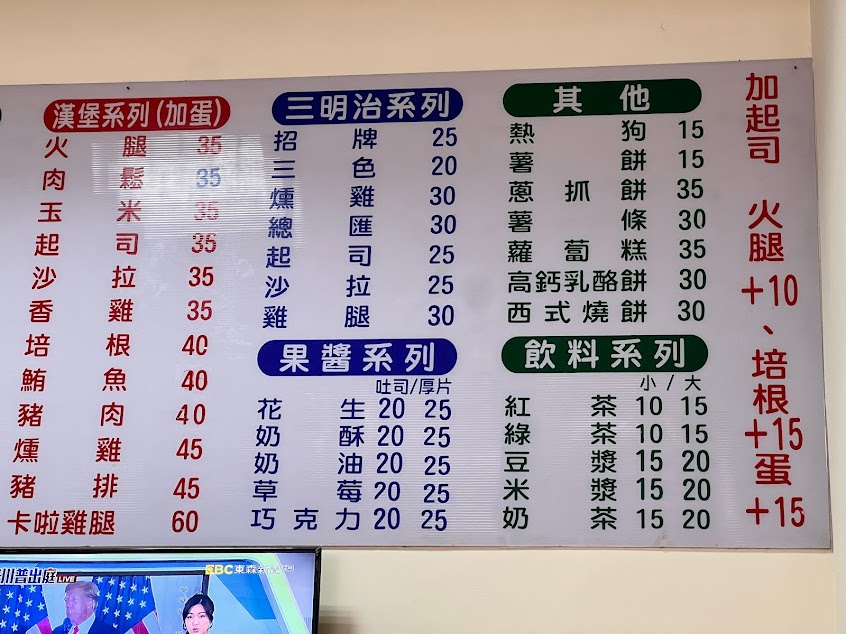 漢堡系列(加蛋)
火腿 35
肉鬆 35
玉米 35
起司 35
沙拉 35
香雞 35
培根 40
鮪魚 40
豬肉 40
燻雞 45
豬排 45
卡啦雞腿 60
三明治系列
招牌 25
三色 20
燻雞 30
總匯 30
起司 25
沙拉 25
雞腿 30
果醬系列
吐司/厚片
花生 20 25
奶酥 20 25
奶油 20 25
草莓 20 25
巧克力 20 25
其他
熱狗 15
薯餅 15
蔥抓餅 35
薯條 30
蘿蔔糕 35
高鈣乳酪餅 30
西式燒餅 30
飲料系列
小/大
紅茶 10 15
綠茶 10 15
豆漿 15 20
米漿 15 20
奶茶 15 20
加起司 火腿+10、培根+15蛋+15
川普出庭 LIVE
EBC東森新聞